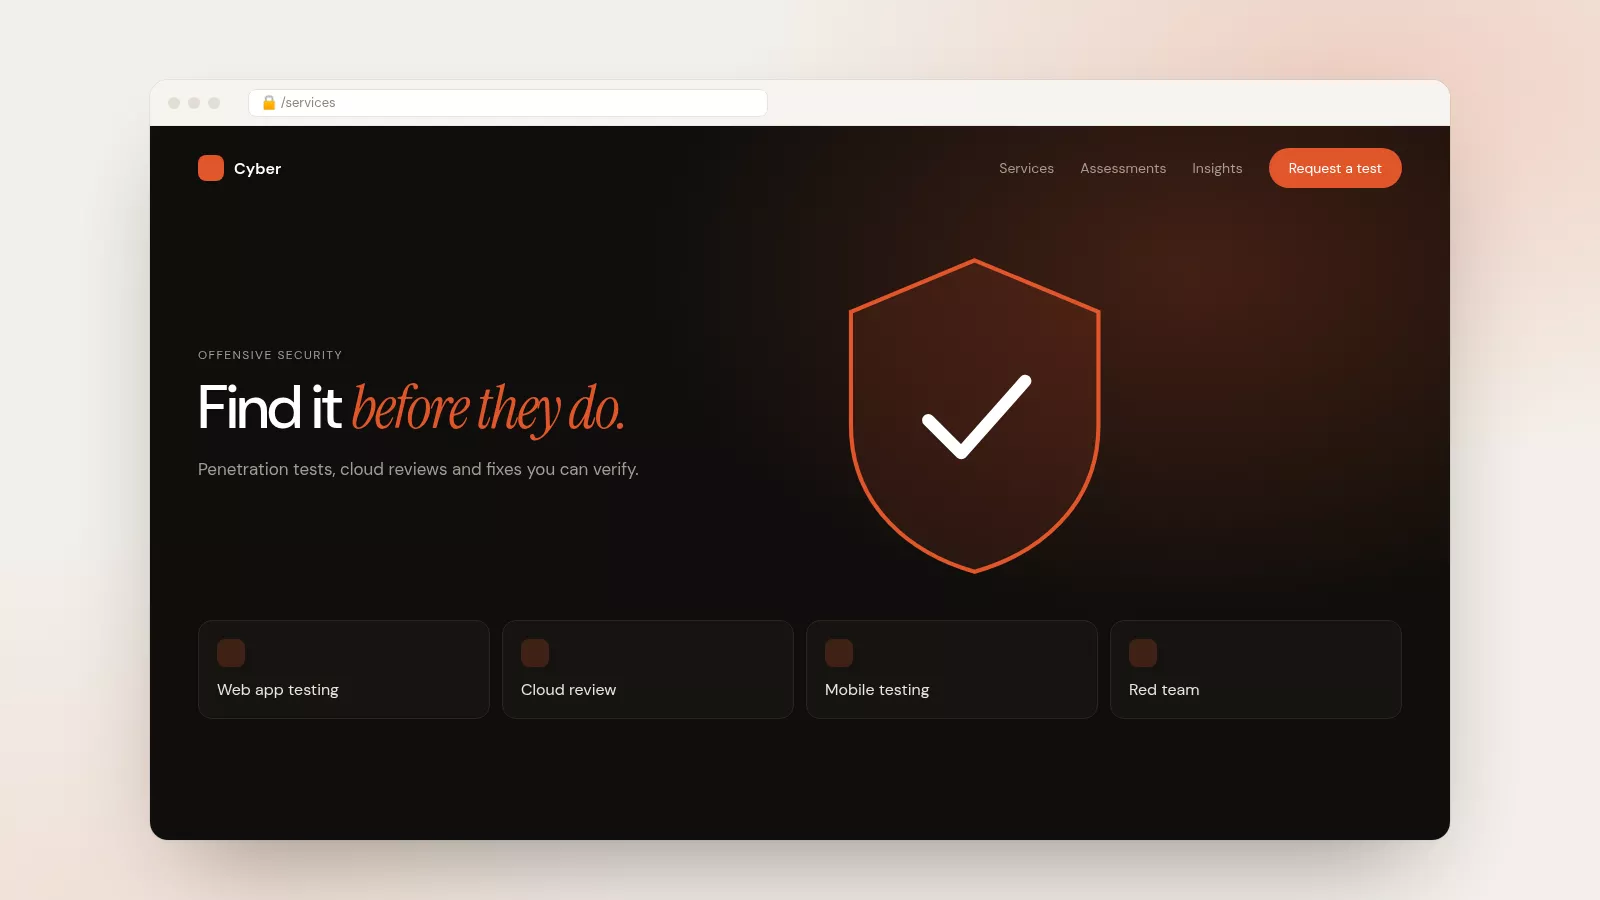 /services
Cyber
Services
Assessments
Insights
Request a test
OFFENSIVE SECURITY
Find it before they do.
Penetration tests, cloud reviews and fixes you can verify.
Web app testing
Cloud review
Mobile testing
Red team